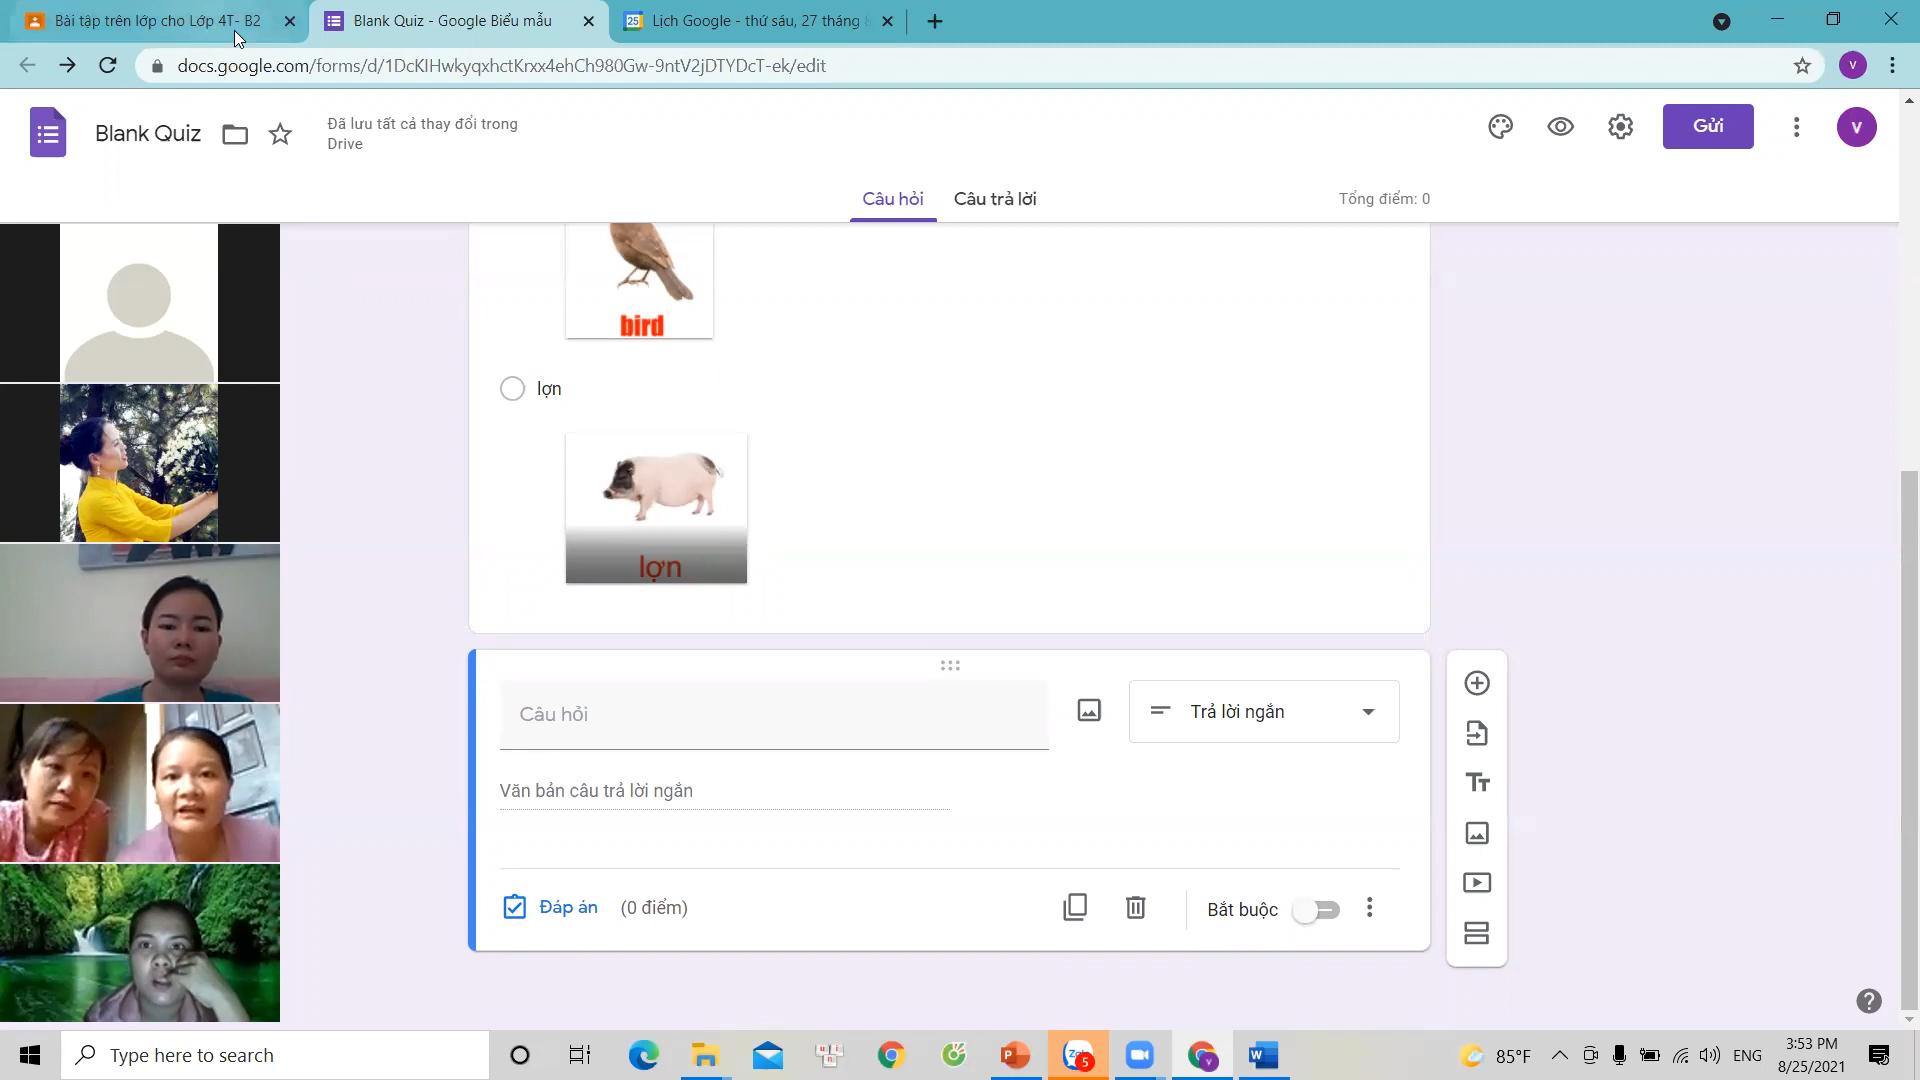 Bài tập trên lớp cho Lớp 4T- B2
Blank Quiz - Google Biểu mẫu
Lịch Google - thứ sáu, 27 tháng
docs.google.com/forms/d/1DcKIHwkyqxhctKrxx4ehCh980Gw-9ntV2jDTYDcT-ek/edit
V
Blank Quiz
Đã lưu tất cả thay đổi trong
Drive
Gửi
V
Câu hỏi
Câu trả lời
Tổng điểm: 0
bird
lợn
lợn
Câu hỏi
Trả lời ngắn
Văn bản câu trả lời ngắn
Đáp án
(0 điểm)
Bắt buộc
Type here to search
85°F
ENG
3:53 PM
8/25/2021